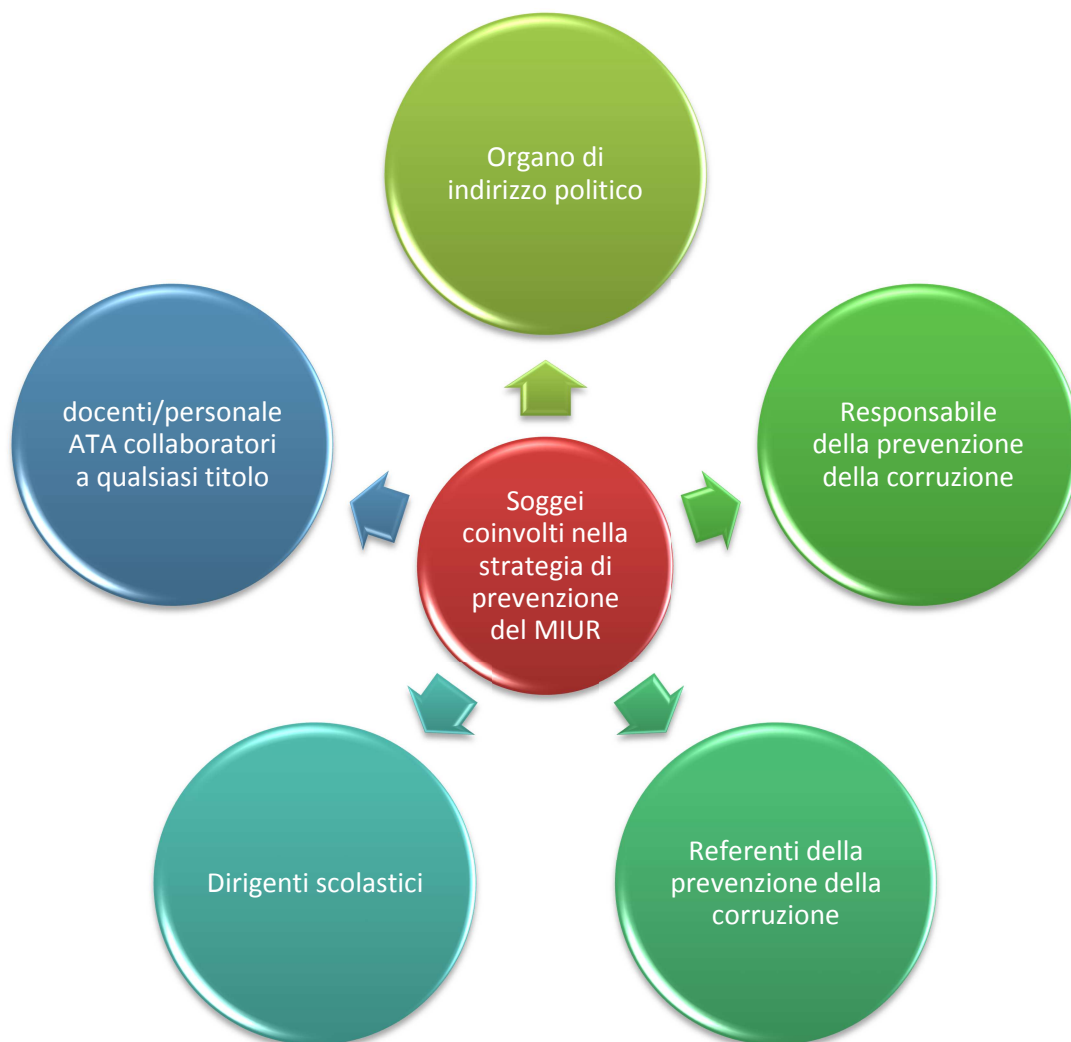 Organo di
indirizzo politico
Responsabile
della prevenzione
della corruzione
Referenti della
prevenzione della
corruzione
Dirigenti scolastici
docenti/personale
ATA collaboratori
a qualsiasi titolo
Soggei
coinvolti nella
strategia di
prevenzione
del MIUR